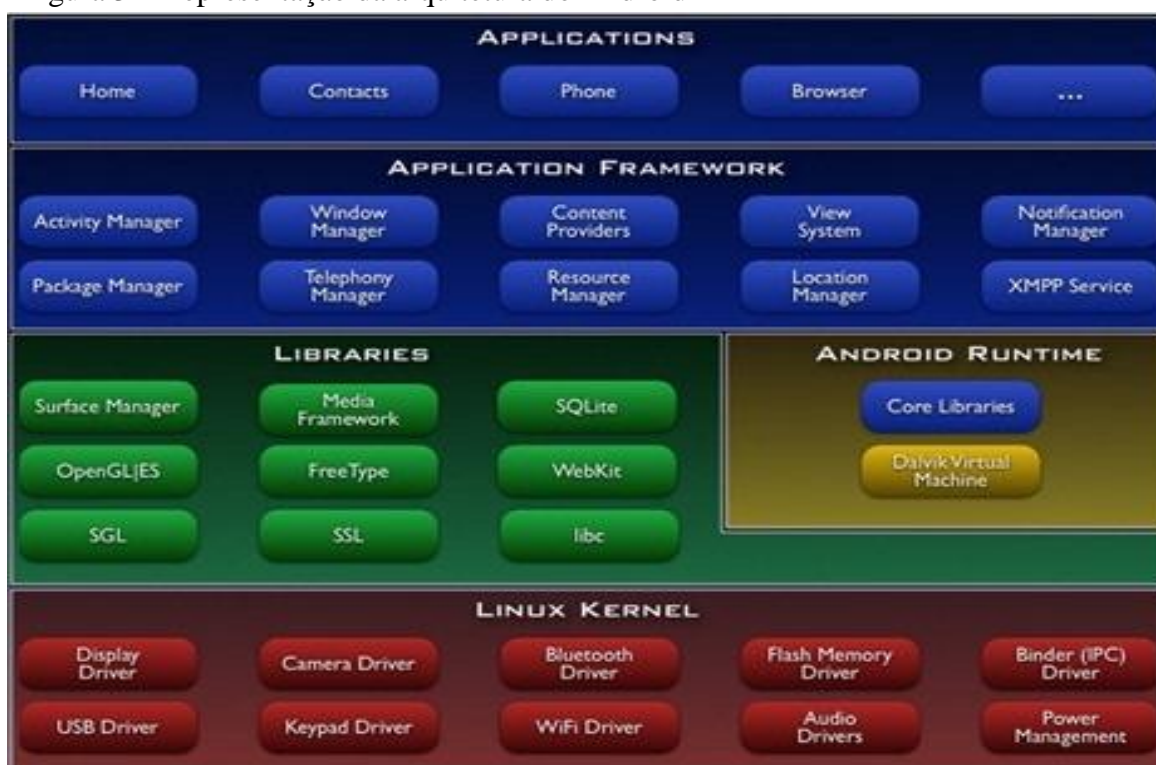 APPLICATIONS
Home
Contacts
Phone
Browser
...
APPLICATION FRAMEWORK
Activity Manager
Window
Manager
Content
Providers
View
System
Notification
Manager
Package Manager
Telephony
Manager
Resource
Manager
Location
Manager
XMPP Service
LIBRARIES
Surface Manager
Media
Framework
SQLite
OpenGL|ES
FreeType
WebKit
SGL
SSL
libc
ANDROID RUNTIME
Core Libraries
Dalvik Virtual
Machine
LINUX KERNEL
Display
Driver
Camera Driver
Bluetooth
Driver
Flash Memory
Driver
Binder (IPC)
Driver
USB Driver
Keypad Driver
WiFi Driver
Audio
Drivers
Power
Management